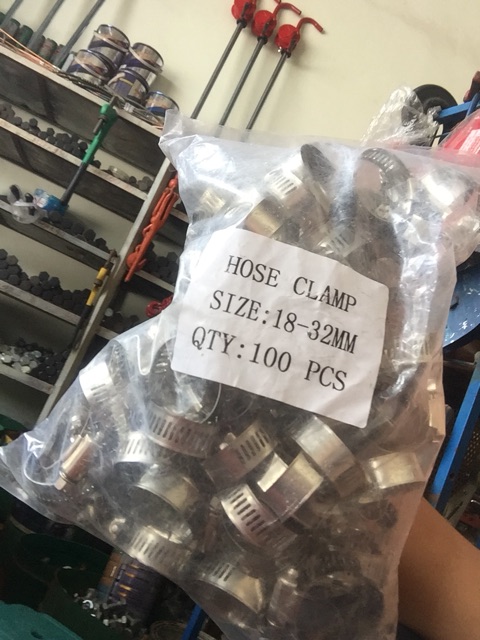 HOSE CLAMP
SIZE:18-32MM
QTY:100 PCS